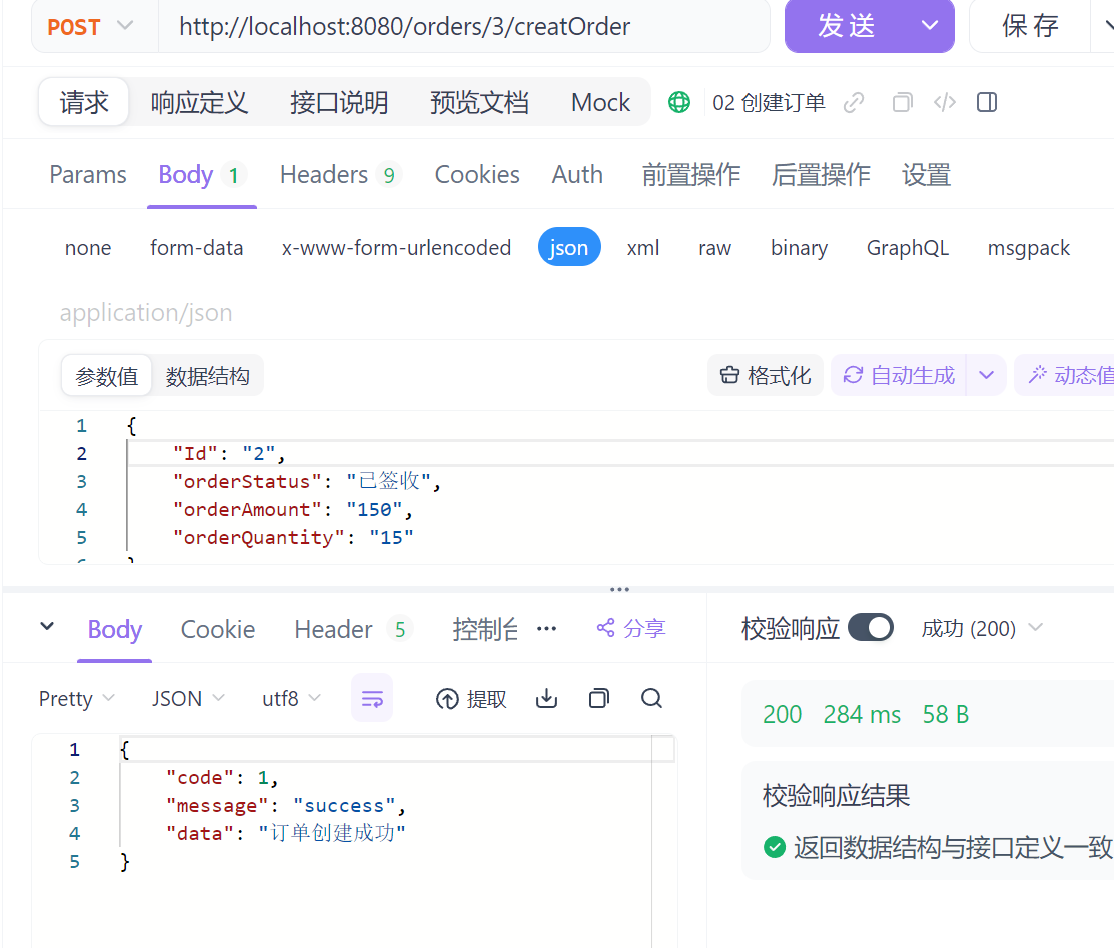 POST http://localhost:8080/orders/3/creatOrder 发送 保存
请求 响应定义 接口说明 预览文档 Mock 02 创建订单
Params Body 1 Headers 9 Cookies Auth 前置操作 后置操作 设置
none form-data x-www-form-urlencoded json xml raw binary GraphQL msgpack
application/json
参数值 数据结构 格式化 自动生成 动态值
1 {
2 "Id": "2",
3 "orderStatus": "已签收",
4 "orderAmount": "150",
5 "orderQuantity": "15"
6 }
Body Cookie Header 5 控制台 ... 分享 校验响应 成功 (200)
Pretty JSON utf8 提取
200 284 ms 58 B
1 {
2 "code": 1,
3 "message": "success",
4 "data": "订单创建成功"
5 }
校验响应结果
返回数据结构与接口定义一致